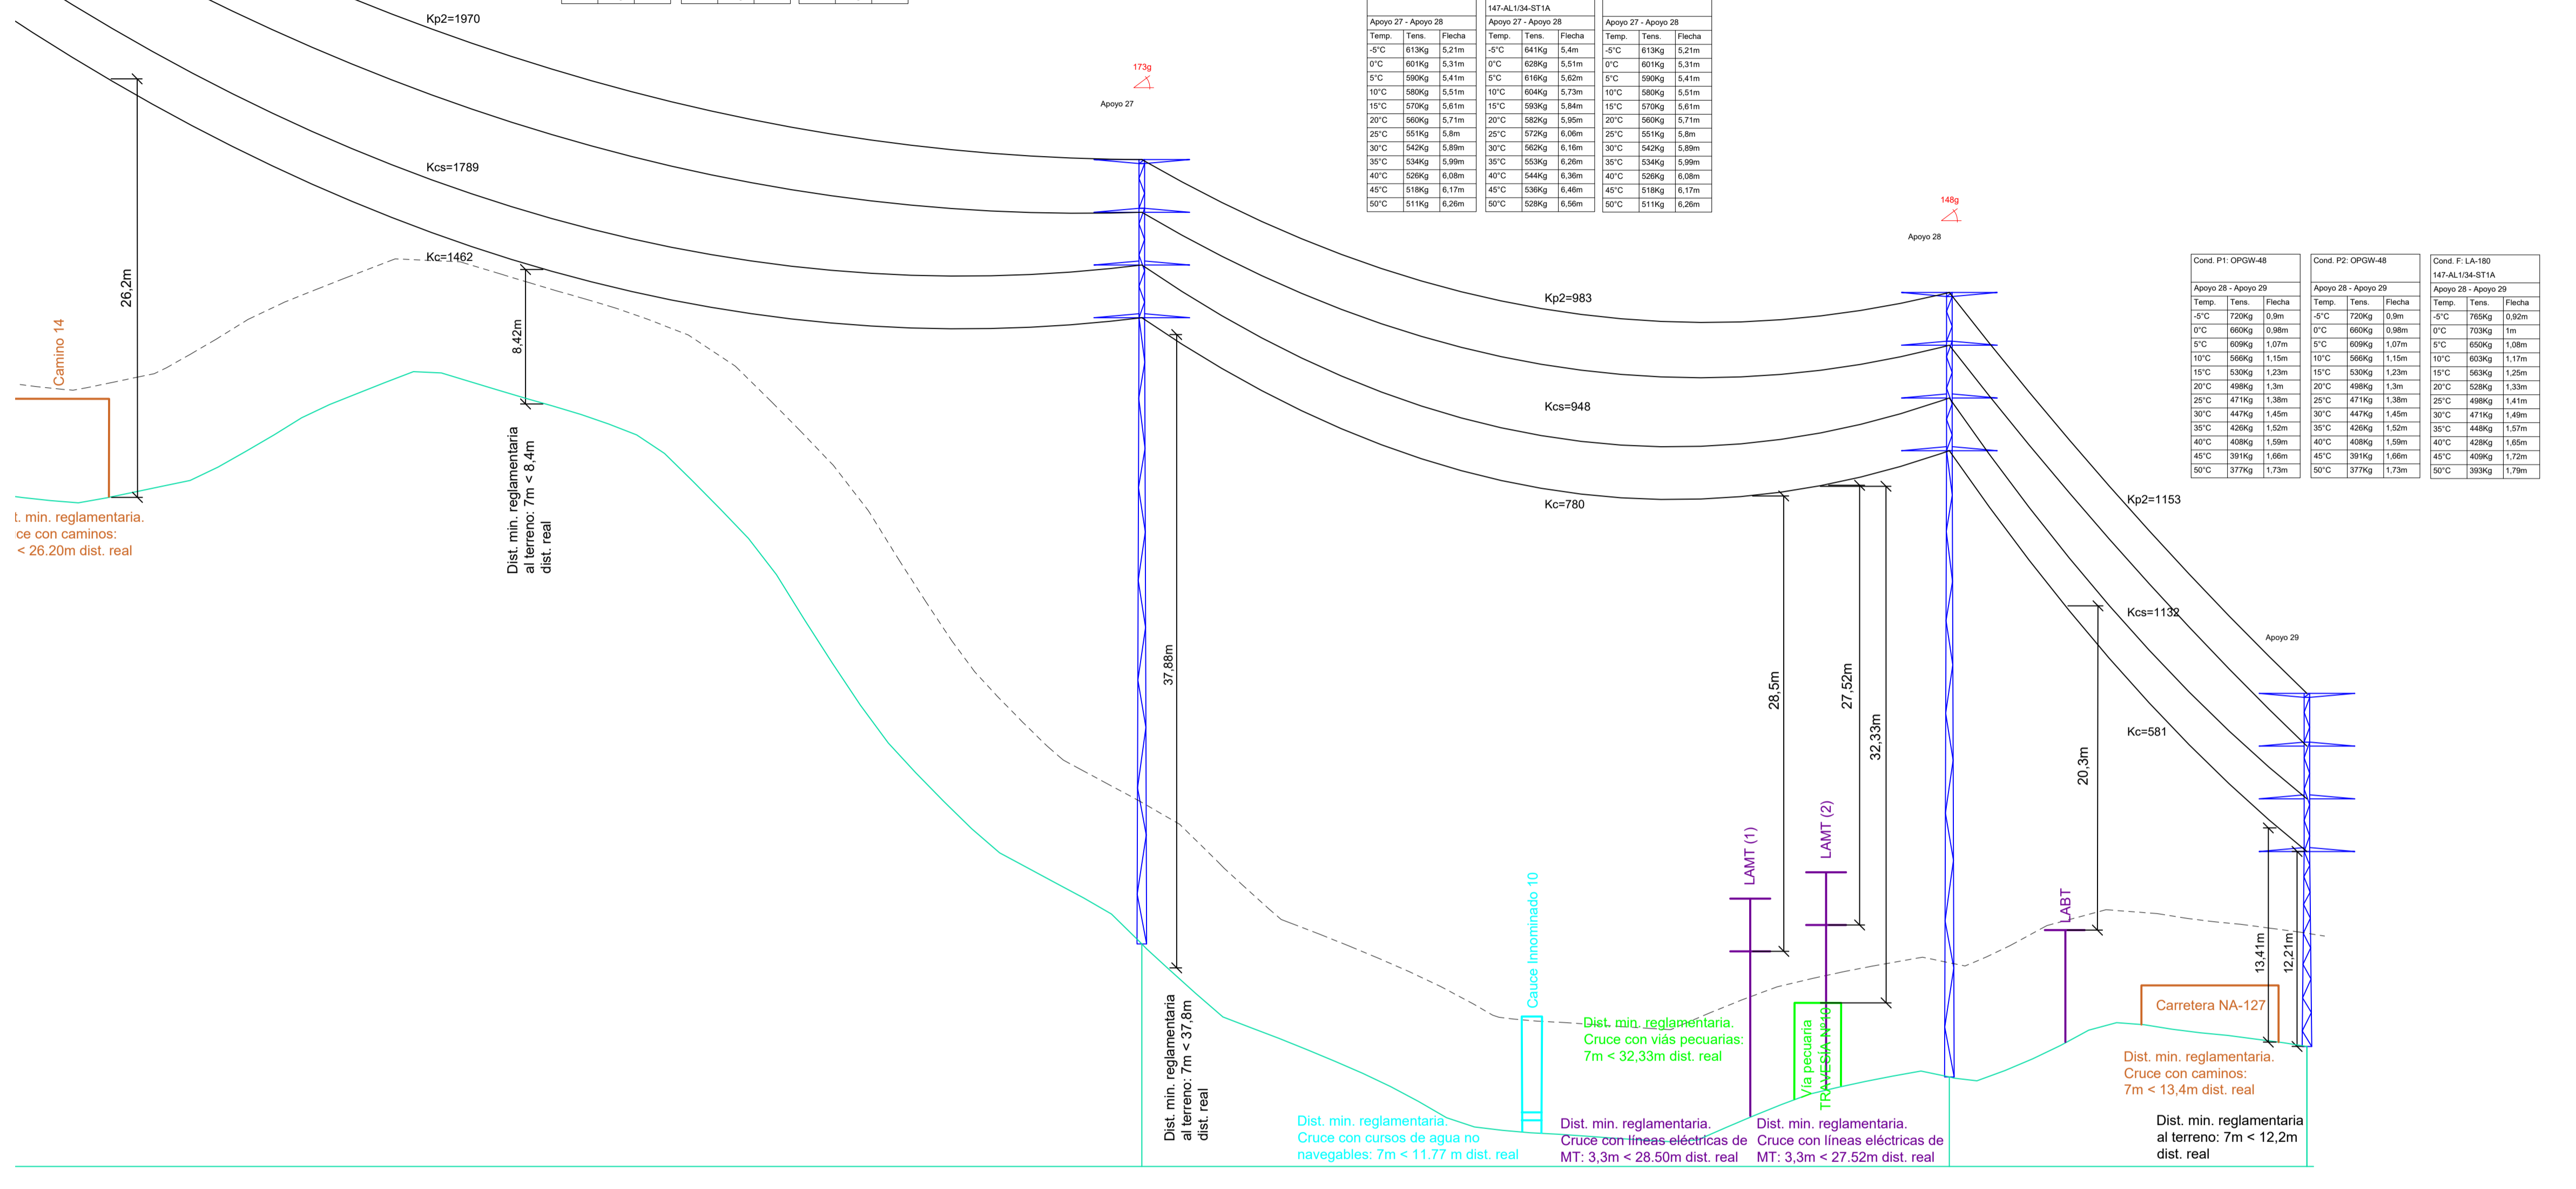 Kp2=1970
Kcs=1789
Kc=1462
26,2m
Camino 14
t. min. reglamentaria.
ce con caminos:
< 26.20m dist. real
8,42m
Dist. min. reglamentaria
al terreno: 7m < 8,4m
dist. real
173g
Apoyo 27
37,88m
Dist. min. reglamentaria
al terreno: 7m < 37,8m
dist. real
147-AL1/34-ST1A
Apoyo 27 - Apoyo 28 Apoyo 27 - Apoyo 28 Apoyo 27 - Apoyo 28
Temp. Tens. Flecha Temp. Tens. Flecha Temp. Tens. Flecha
-5°C 613Kg 5,21m -5°C 641Kg 5,4m -5°C 613Kg 5,21m
0°C 601Kg 5,31m 0°C 628Kg 5,51m 0°C 601Kg 5,31m
5°C 590Kg 5,41m 5°C 616Kg 5,62m 5°C 590Kg 5,41m
10°C 580Kg 5,51m 10°C 604Kg 5,73m 10°C 580Kg 5,51m
15°C 570Kg 5,61m 15°C 593Kg 5,84m 15°C 570Kg 5,61m
20°C 560Kg 5,71m 20°C 582Kg 5,95m 20°C 560Kg 5,71m
25°C 551Kg 5,8m 25°C 572Kg 6,06m 25°C 551Kg 5,8m
30°C 542Kg 5,89m 30°C 562Kg 6,16m 30°C 542Kg 5,89m
35°C 534Kg 5,99m 35°C 553Kg 6,26m 35°C 534Kg 5,99m
40°C 526Kg 6,08m 40°C 544Kg 6,36m 40°C 526Kg 6,08m
45°C 518Kg 6,17m 45°C 536Kg 6,46m 45°C 518Kg 6,17m
50°C 511Kg 6,26m 50°C 528Kg 6,56m 50°C 511Kg 6,26m
Kp2=983
Kcs=948
Kc=780
148g
Apoyo 28
28,5m
27,52m
32,33m
LAMT (1)
LAMT (2)
Cauce Innominado 10
Dist. min. reglamentaria.
Cruce con viás pecuarias:
7m < 32,33m dist. real
Vía pecuaria
TRAVESÍA Nº10
Dist. min. reglamentaria.
Cruce con cursos de agua no
navegables: 7m < 11.77 m dist. real
Dist. min. reglamentaria.
Cruce con líneas eléctricas de
MT: 3,3m < 28.50m dist. real
Dist. min. reglamentaria.
Cruce con líneas eléctricas de
MT: 3,3m < 27.52m dist. real
Cond. P1: OPGW-48 Cond. P2: OPGW-48 Cond. F: LA-180
147-AL1/34-ST1A
Apoyo 28 - Apoyo 29 Apoyo 28 - Apoyo 29 Apoyo 28 - Apoyo 29
Temp. Tens. Flecha Temp. Tens. Flecha Temp. Tens. Flecha
-5°C 720Kg 0,9m -5°C 720Kg 0,9m -5°C 765Kg 0,92m
0°C 660Kg 0,98m 0°C 660Kg 0,98m 0°C 703Kg 1m
5°C 609Kg 1,07m 5°C 609Kg 1,07m 5°C 650Kg 1,08m
10°C 566Kg 1,15m 10°C 566Kg 1,15m 10°C 603Kg 1,17m
15°C 530Kg 1,23m 15°C 530Kg 1,23m 15°C 563Kg 1,25m
20°C 498Kg 1,3m 20°C 498Kg 1,3m 20°C 528Kg 1,33m
25°C 471Kg 1,38m 25°C 471Kg 1,38m 25°C 498Kg 1,41m
30°C 447Kg 1,45m 30°C 447Kg 1,45m 30°C 471Kg 1,49m
35°C 426Kg 1,52m 35°C 426Kg 1,52m 35°C 448Kg 1,57m
40°C 408Kg 1,59m 40°C 408Kg 1,59m 40°C 428Kg 1,65m
45°C 391Kg 1,66m 45°C 391Kg 1,66m 45°C 409Kg 1,72m
50°C 377Kg 1,73m 50°C 377Kg 1,73m 50°C 393Kg 1,79m
Kp2=1153
Kcs=1132
Kc=581
Apoyo 29
20,3m
LABT
13,41m
12,21m
Carretera NA-127
Dist. min. reglamentaria.
Cruce con caminos:
7m < 13,4m dist. real
Dist. min. reglamentaria
al terreno: 7m < 12,2m
dist. real